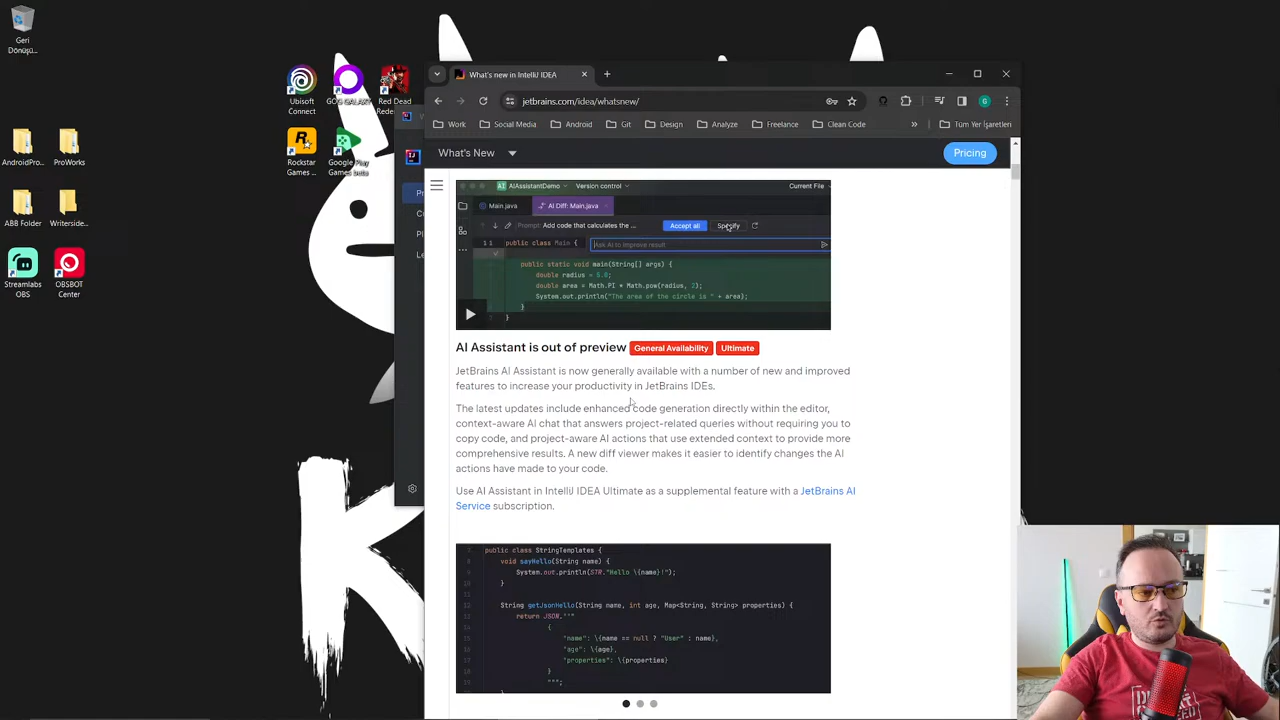 Geri
Dönüşü...
Ubisoft
Connect
GOG GALAXY
Red Dead
Rede
AndroidPro...
ProWorks
Rockstar
Games ...
Google Play
Games beta
ABB Folder
Writerside...
Streamlabs
OBS
OBSBOT
Center
What's new in IntelliJ IDEA
jetbrains.com/idea/whatsnew/
G
Work
Social Media
Android
Git
Design
Analyze
Freelance
Clean Code
»
Tüm Yer İşaretleri
What's New
Pricing
AI AIAssistantDemo
Version control
Current File
Main.java
AI Diff: Main.java
Prompt: Add code that calculates the ...
Accept all
Specify
Ask AI to improve result
public class Main {
public static void main(String[] args) {
double radius = 5.0;
double area = Math.PI * Math.pow(radius, 2);
System.out.println("The area of the circle is " + area);
}
}
AI Assistant is out of preview General Availability Ultimate
JetBrains AI Assistant is now generally available with a number of new and improved
features to increase your productivity in JetBrains IDEs.
The latest updates include enhanced code generation directly within the editor,
context-aware AI chat that answers project-related queries without requiring you to
copy code, and project-aware AI actions that use extended context to provide more
comprehensive results. A new diff viewer makes it easier to identify changes the AI
actions have made to your code.
Use AI Assistant in IntelliJ IDEA Ultimate as a supplemental feature with a JetBrains AI
Service subscription.
public class StringTemplates {
void sayHello(String name) {
System.out.println(STR."Hello \{name}!");
}
String getJsonHello(String name, int age, Map<String, String> properties) {
return JSON."""
{
"name": \{name == null ? "User" : name},
"age": \{age},
"properties": \{properties}
}
""";
}